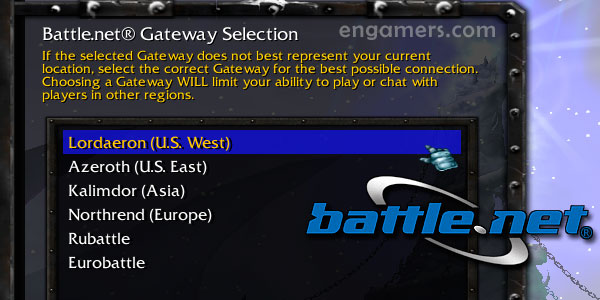 engamers.com
Battle.net® Gateway Selection
If the selected Gateway does not best represent your current
location, select the correct Gateway for the best possible connection.
Choosing a Gateway WILL limit your ability to play or chat with
players in other regions.
Lordaeron (U.S. West)
Azeroth (U.S. East)
Kalimdor (Asia)
Northrend (Europe)
Rubattle
Eurobattle
battle.net®